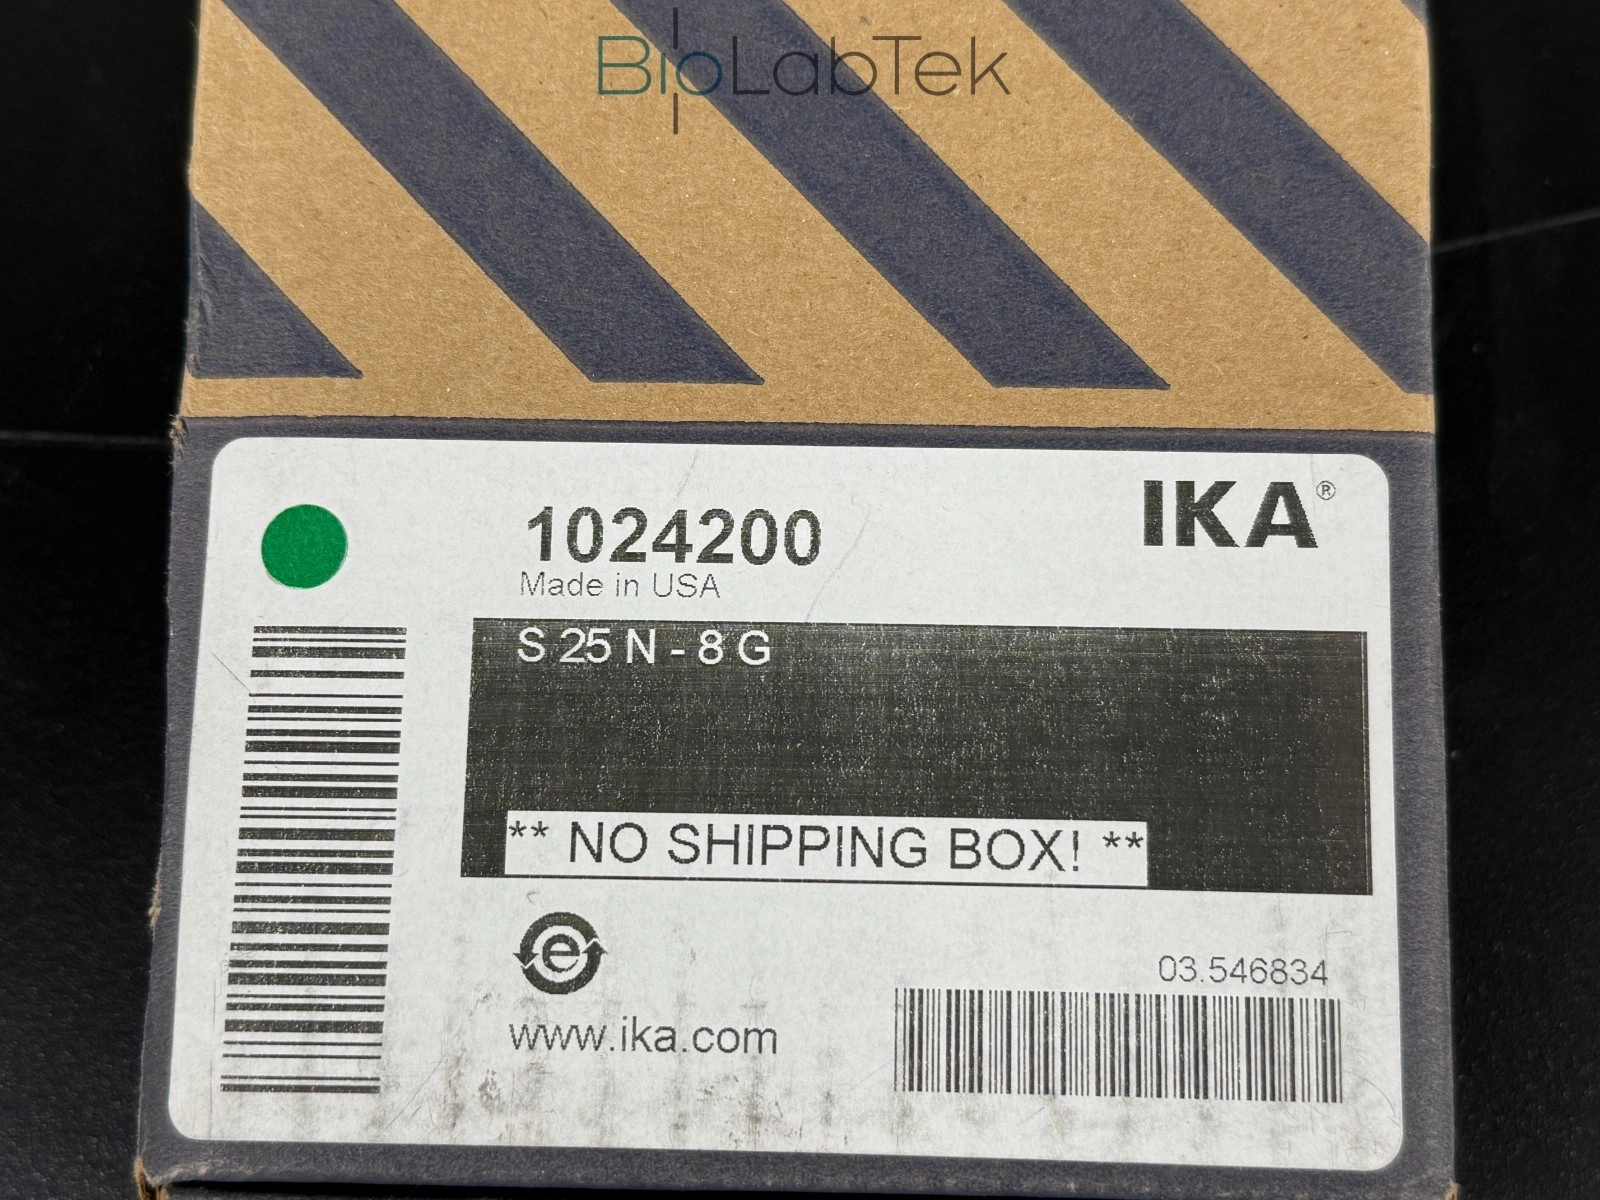 BioLabTek
IKA®
1024200
Made in USA
S 25 N - 8 G
** NO SHIPPING BOX! **
e
03.546834
www.ika.com